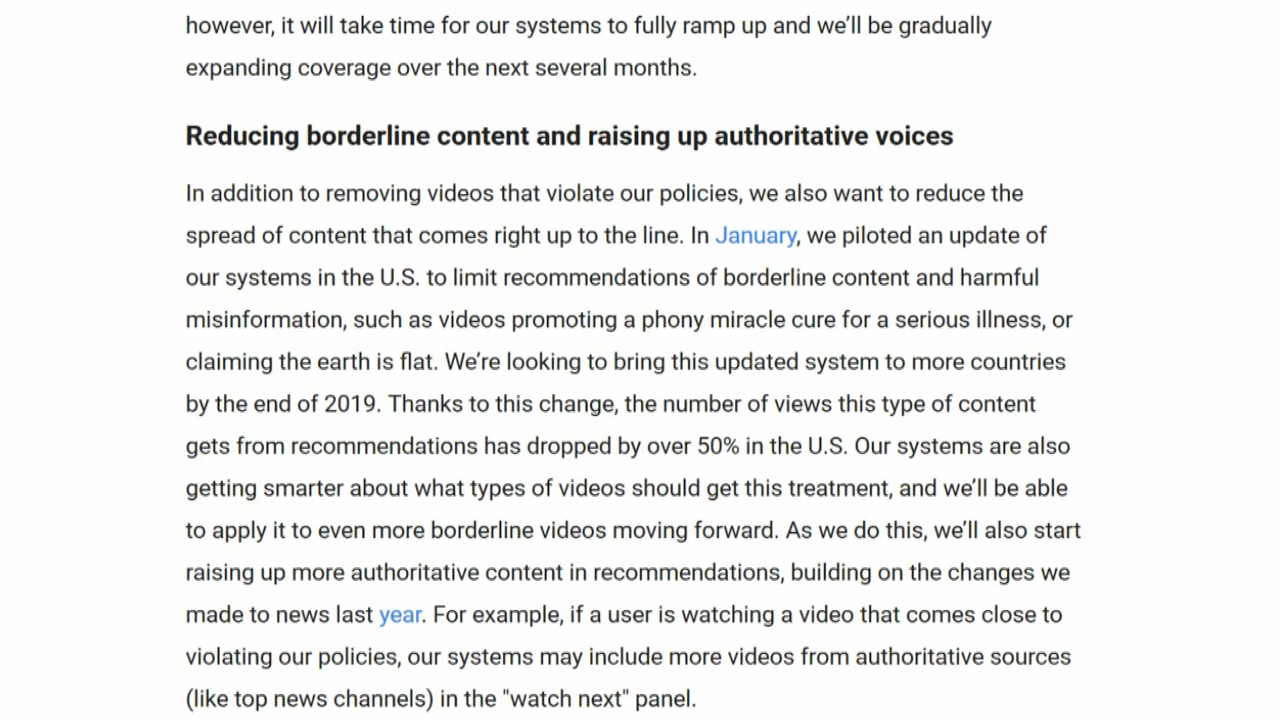 however, it will take time for our systems to fully ramp up and we’ll be gradually
expanding coverage over the next several months.
Reducing borderline content and raising up authoritative voices
In addition to removing videos that violate our policies, we also want to reduce the
spread of content that comes right up to the line. In January, we piloted an update of
our systems in the U.S. to limit recommendations of borderline content and harmful
misinformation, such as videos promoting a phony miracle cure for a serious illness, or
claiming the earth is flat. We’re looking to bring this updated system to more countries
by the end of 2019. Thanks to this change, the number of views this type of content
gets from recommendations has dropped by over 50% in the U.S. Our systems are also
getting smarter about what types of videos should get this treatment, and we’ll be able
to apply it to even more borderline videos moving forward. As we do this, we’ll also start
raising up more authoritative content in recommendations, building on the changes we
made to news last year. For example, if a user is watching a video that comes close to
violating our policies, our systems may include more videos from authoritative sources
(like top news channels) in the "watch next" panel.